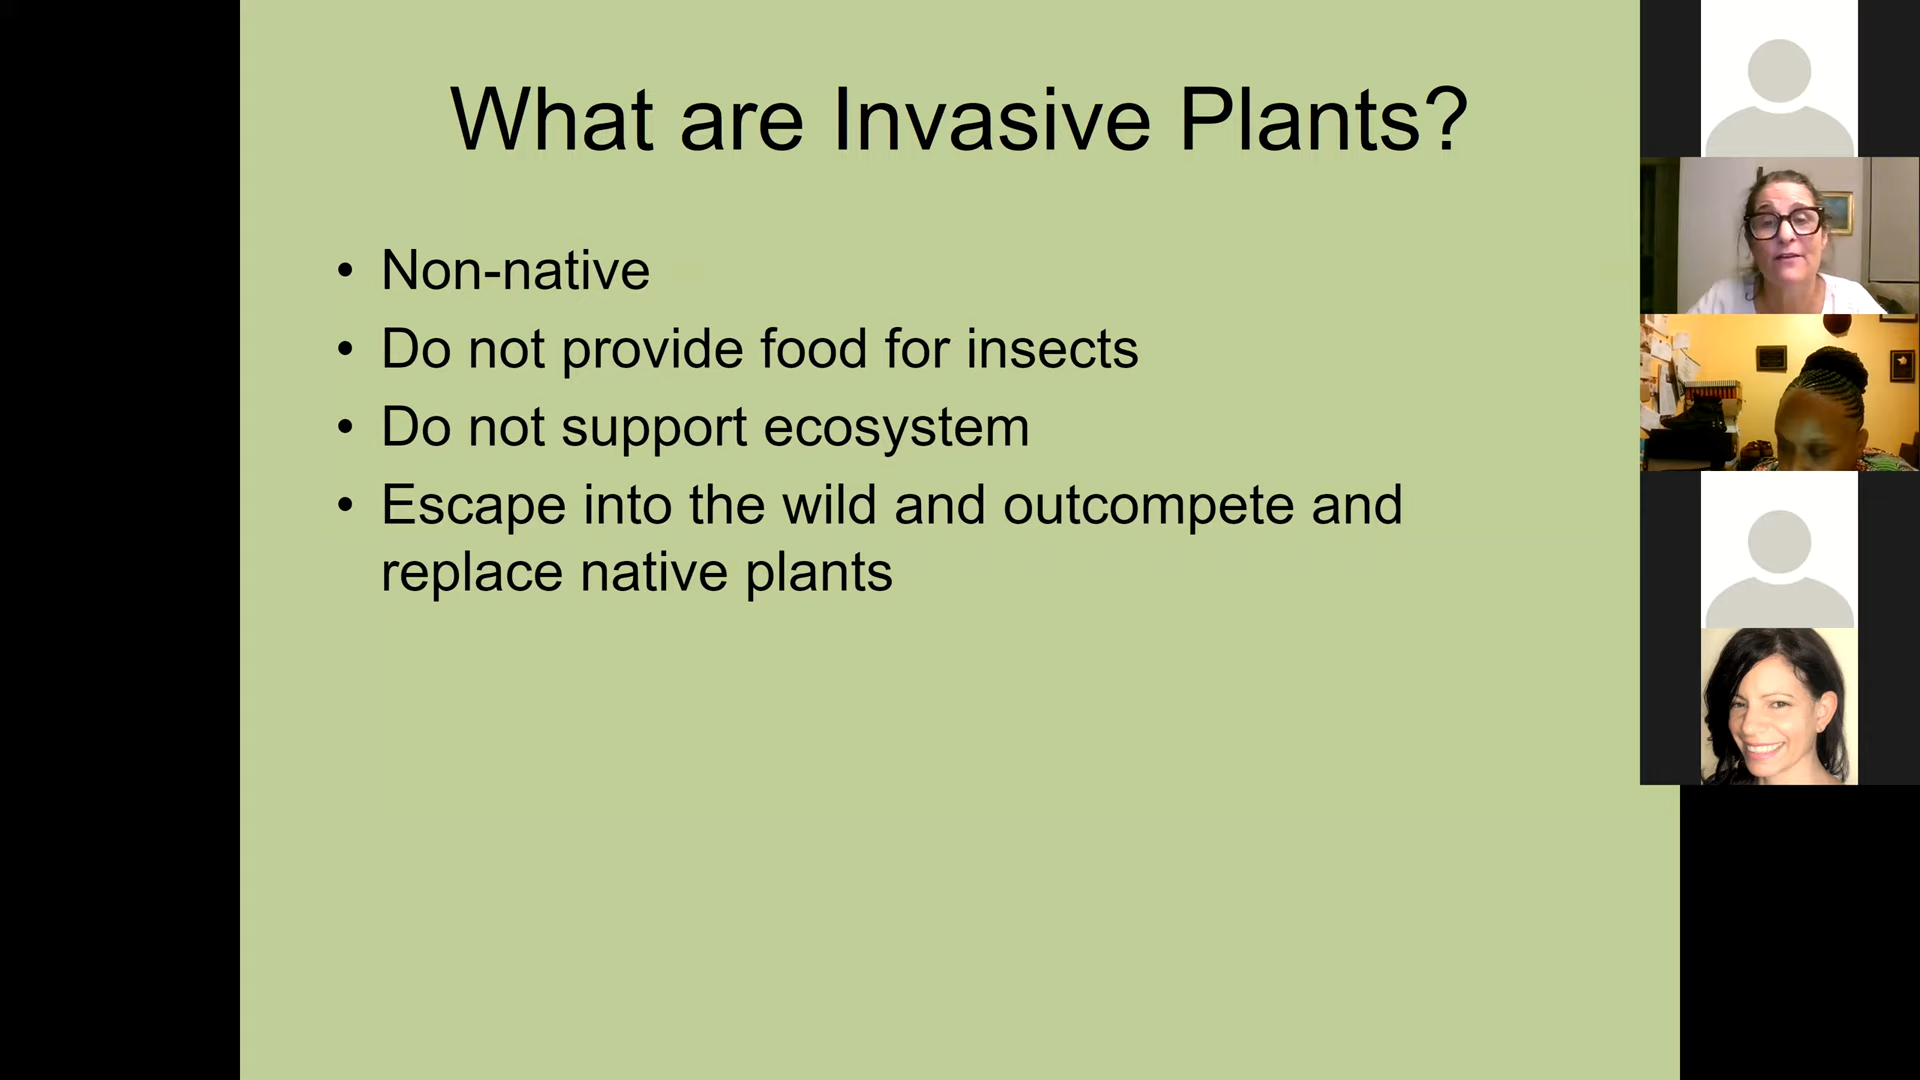 What are Invasive Plants?
• Non-native
• Do not provide food for insects
• Do not support ecosystem
• Escape into the wild and outcompete and
replace native plants